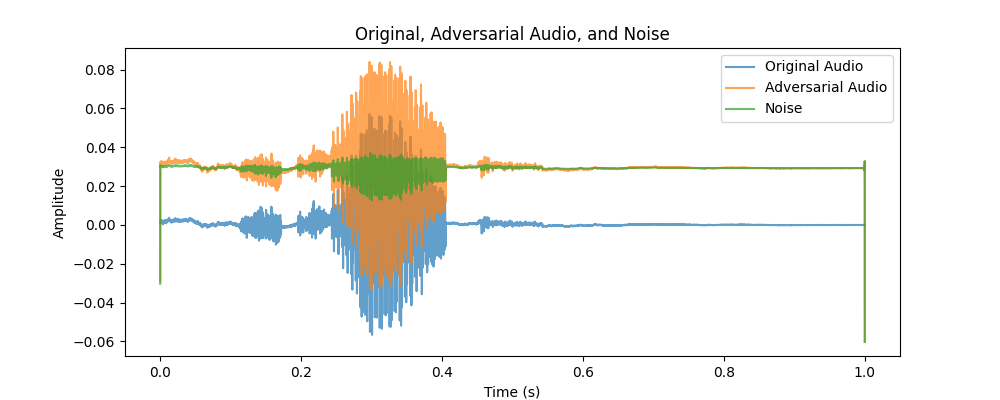 Original, Adversarial Audio, and Noise
Original Audio
Adversarial Audio
Noise
Amplitude
0.08
0.06
0.04
0.02
0.00
−0.02
−0.04
−0.06
0.0 0.2 0.4 0.6 0.8 1.0
Time (s)